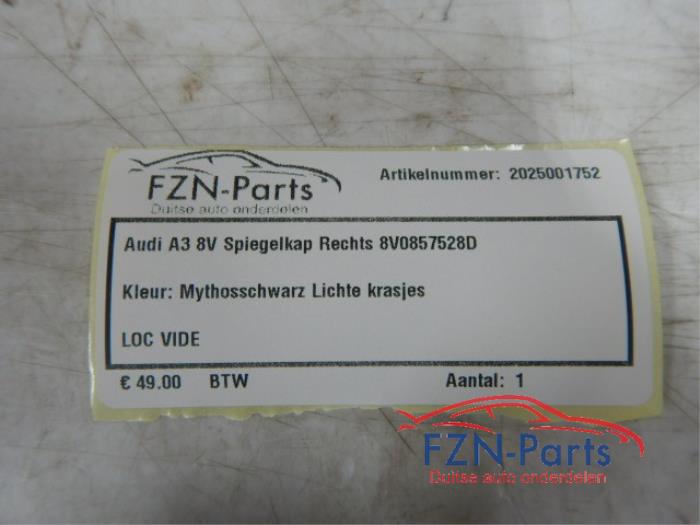 FZN-Parts
Duitse auto onderdelen
Artikelnummer: 2025001752
Audi A3 8V Spiegelkap Rechts 8V0857528D
Kleur: Mythosschwarz Lichte krasjes
LOC VIDE
€ 49.00 BTW Aantal: 1
FZN-Parts
Duitse auto onderdelen